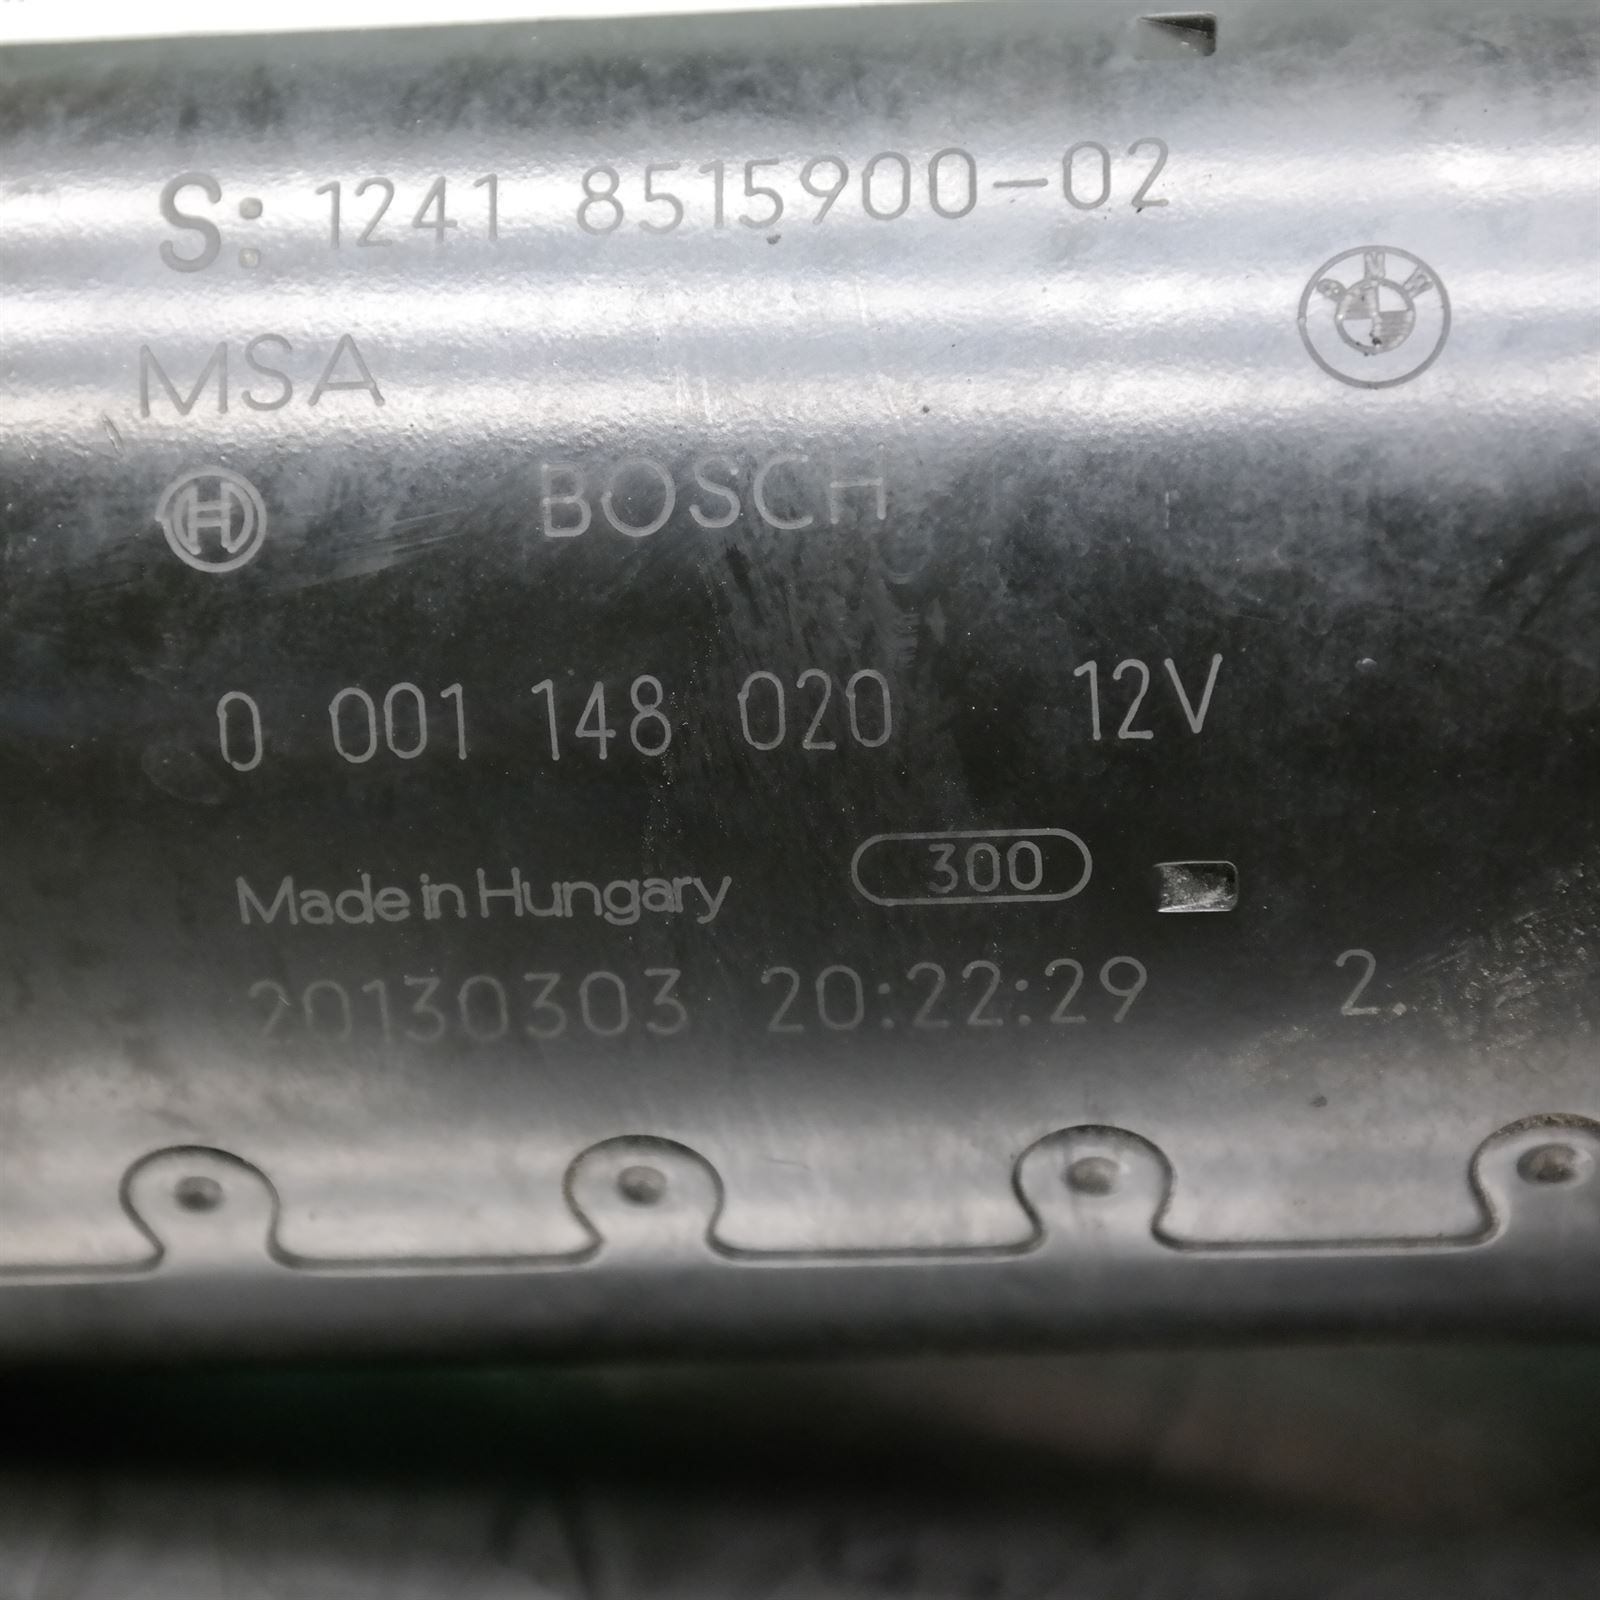 S: 1241 8515900-02
BMW
MSA
H BOSCH
0 001 148 020 12V
Made in Hungary 300
20130303 20:22:29 2.